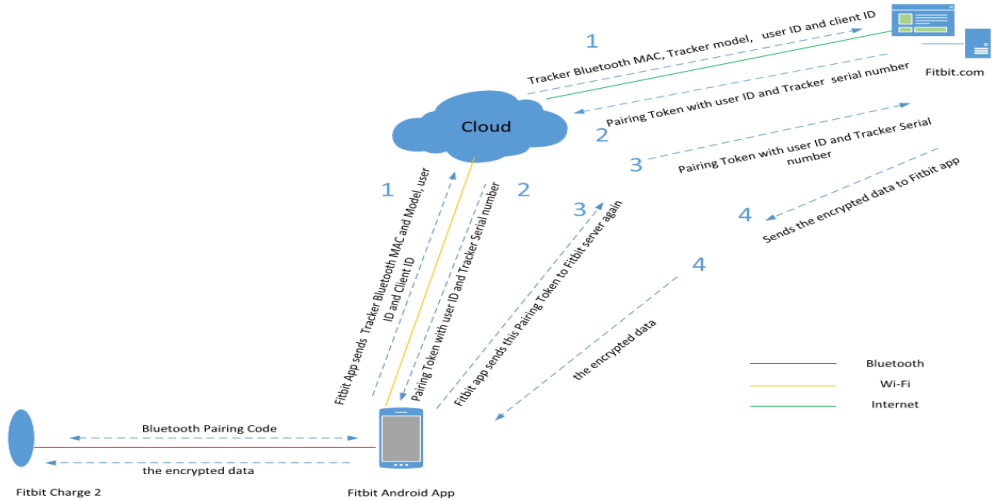 1
Tracker Bluetooth MAC, Tracker model, user ID and client ID
Fitbit.com
Pairing Token with user ID and Tracker serial number
2
Cloud
3
Pairing Token with user ID and Tracker Serial
number
1
Fitbit App sends Tracker Bluetooth MAC and Model, user
ID and Client ID
2
Pairing Token with user ID and Tracker Serial number
3
Fitbit app sends this Pairing Token to Fitbit server again
4
Sends the encrypted data to Fitbit app
4
the encrypted data
Bluetooth
Wi-Fi
Internet
Bluetooth Pairing Code
the encrypted data
Fitbit Charge 2
Fitbit Android App